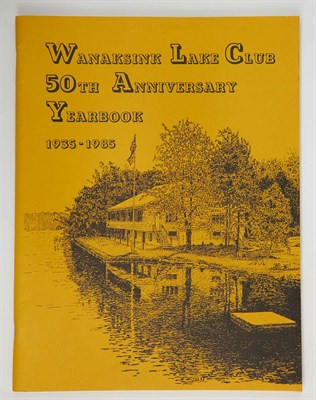 Wanaksink Lake Club
50th Anniversary
Yearbook
1935-1985